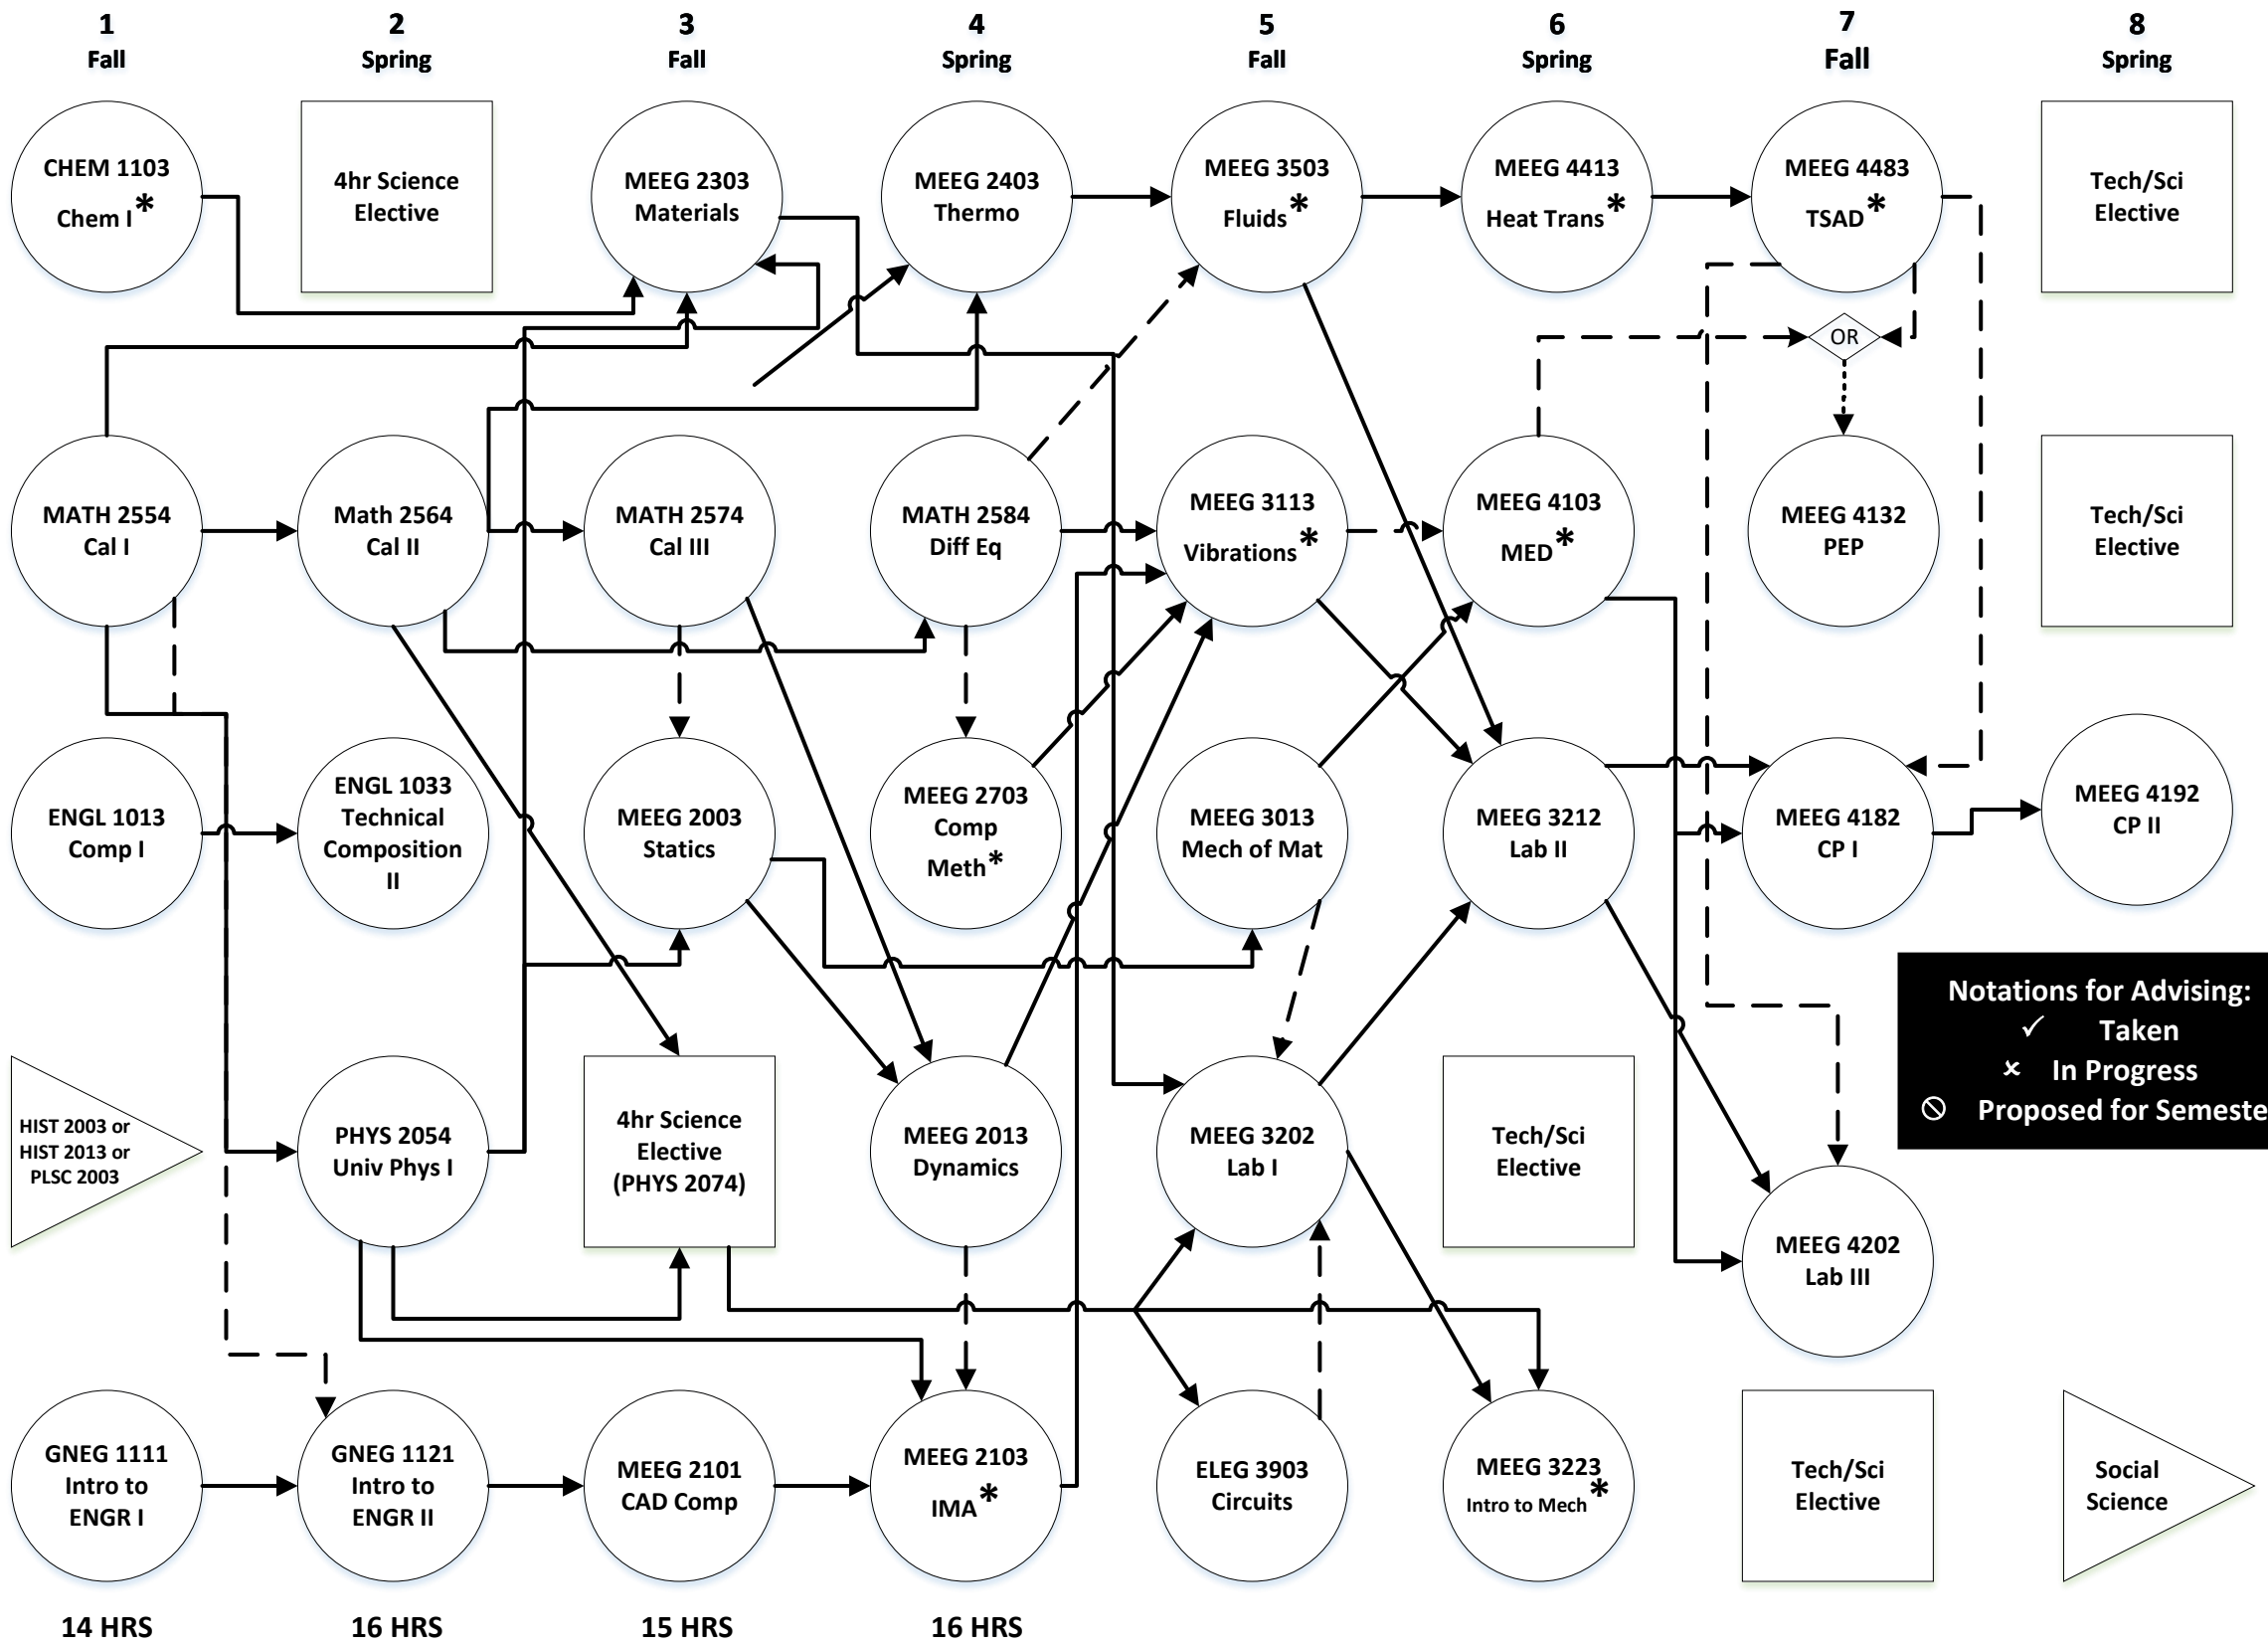 1
Fall
2
Spring
3
Fall
4
Spring
5
Fall
6
Spring
7
Fall
8
Spring
CHEM 1103
Chem I *
4hr Science
Elective
MEEG 2303
Materials
MEEG 2403
Thermo
MEEG 3503
Fluids *
MEEG 4413
Heat Trans *
MEEG 4483
TSAD *
Tech/Sci
Elective
OR
MATH 2554
Cal I
Math 2564
Cal II
MATH 2574
Cal III
MATH 2584
Diff Eq
MEEG 3113
Vibrations *
MEEG 4103
MED *
MEEG 4132
PEP
Tech/Sci
Elective
ENGL 1013
Comp I
ENGL 1033
Technical
Composition
II
MEEG 2003
Statics
MEEG 2703
Comp
Meth *
MEEG 3013
Mech of Mat
MEEG 3212
Lab II
MEEG 4182
CP I
MEEG 4192
CP II
Notations for Advising:
✓ Taken
✗ In Progress
⃠ Proposed for Semeste
HIST 2003 or
HIST 2013 or
PLSC 2003
PHYS 2054
Univ Phys I
4hr Science
Elective
(PHYS 2074)
MEEG 2013
Dynamics
MEEG 3202
Lab I
Tech/Sci
Elective
MEEG 4202
Lab III
GNEG 1111
Intro to
ENGR I
GNEG 1121
Intro to
ENGR II
MEEG 2101
CAD Comp
MEEG 2103
IMA *
ELEG 3903
Circuits
MEEG 3223
Intro to Mech *
Tech/Sci
Elective
Social
Science
14 HRS
16 HRS
15 HRS
16 HRS